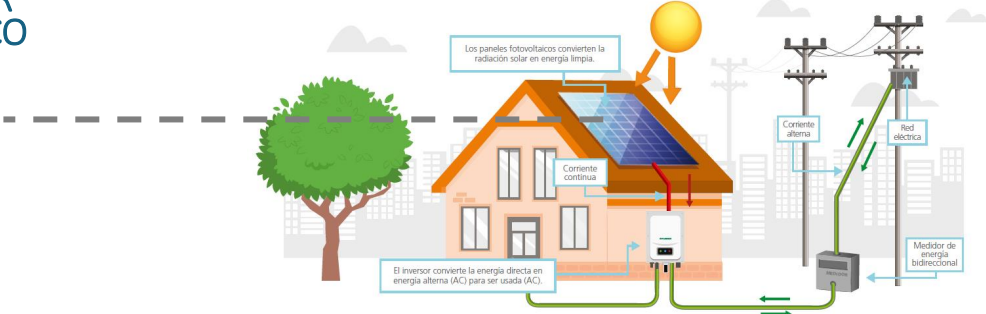 CO
Los paneles fotovoltaicos convierten la
radiación solar en energía limpia.
Corriente
alterna
Red
eléctrica
Corriente
continua
Medidor de
energía
bidireccional
El inversor convierte la energía directa en
energía alterna (AC) para ser usada (AC).